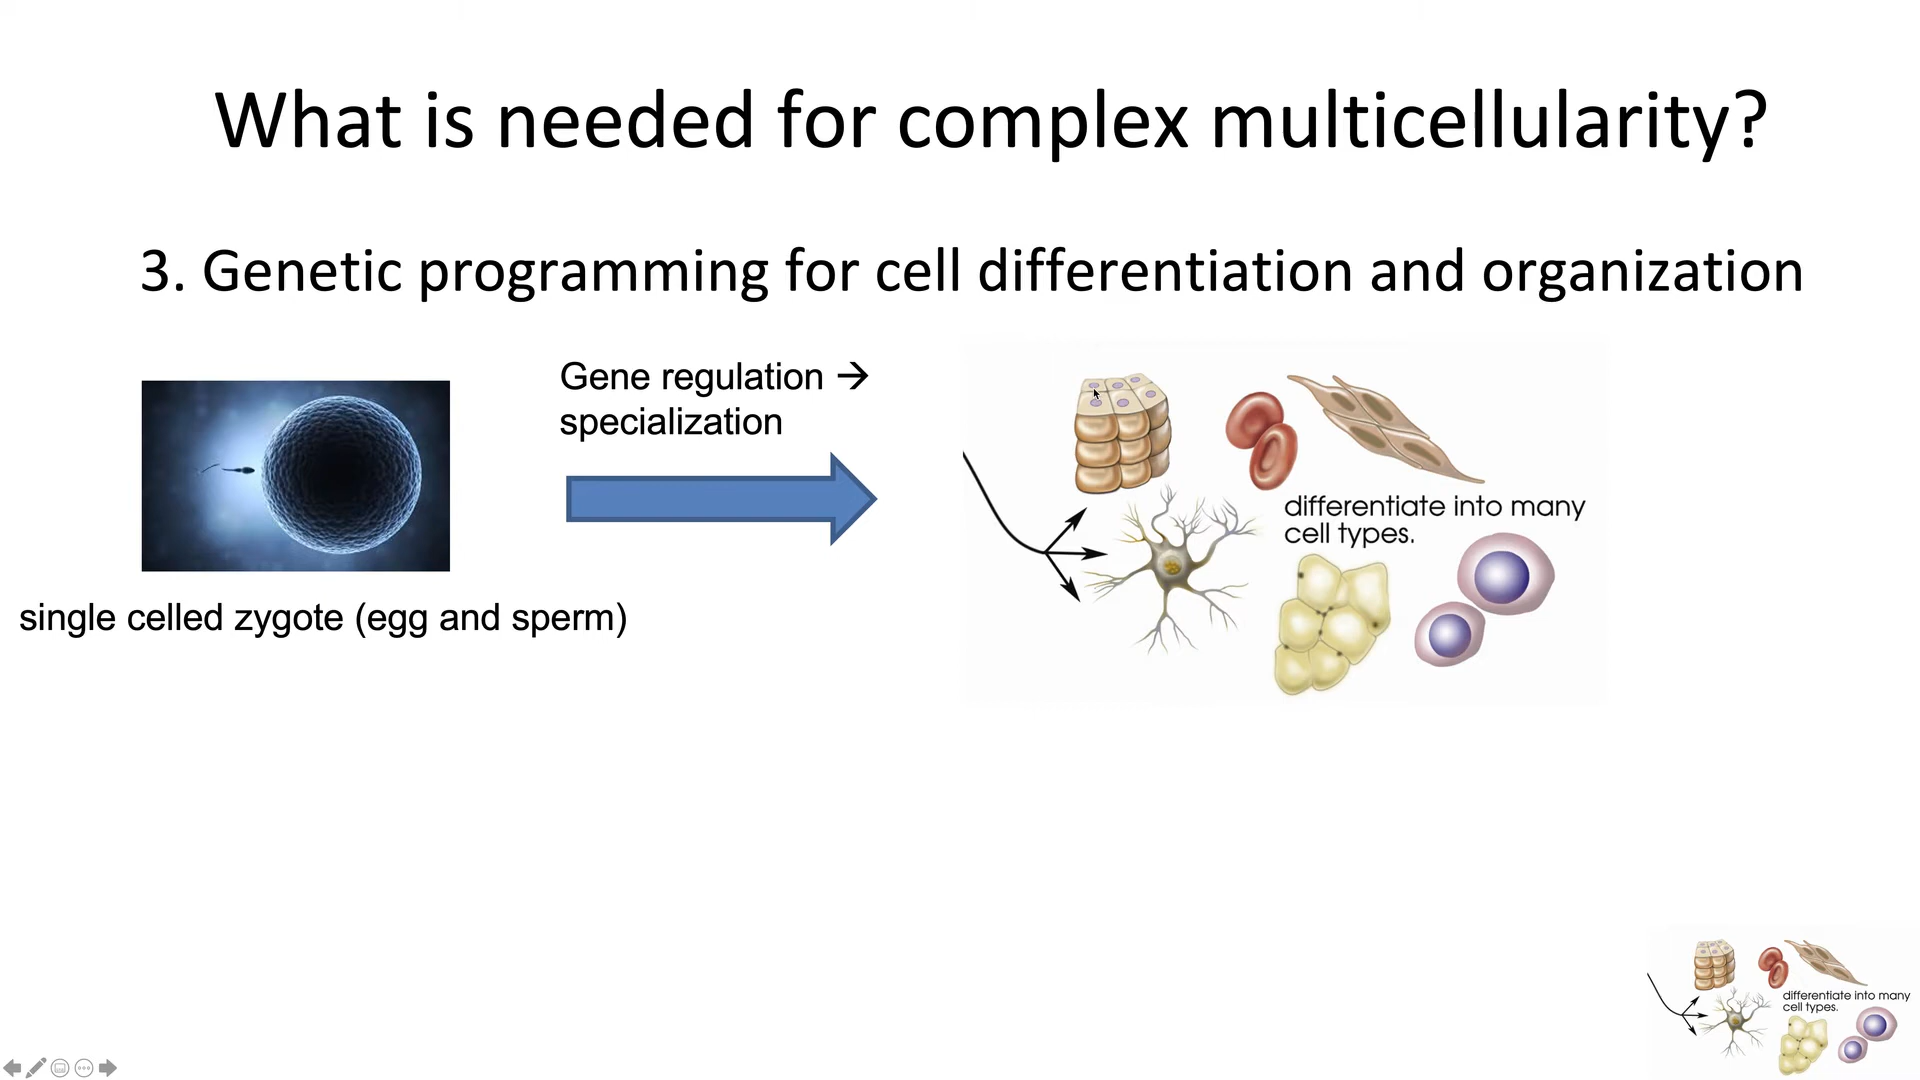 What is needed for complex multicellularity?
3. Genetic programming for cell differentiation and organization
Gene regulation →
specialization
differentiate into many
cell types.
single celled zygote (egg and sperm)
differentiate into many
cell types.